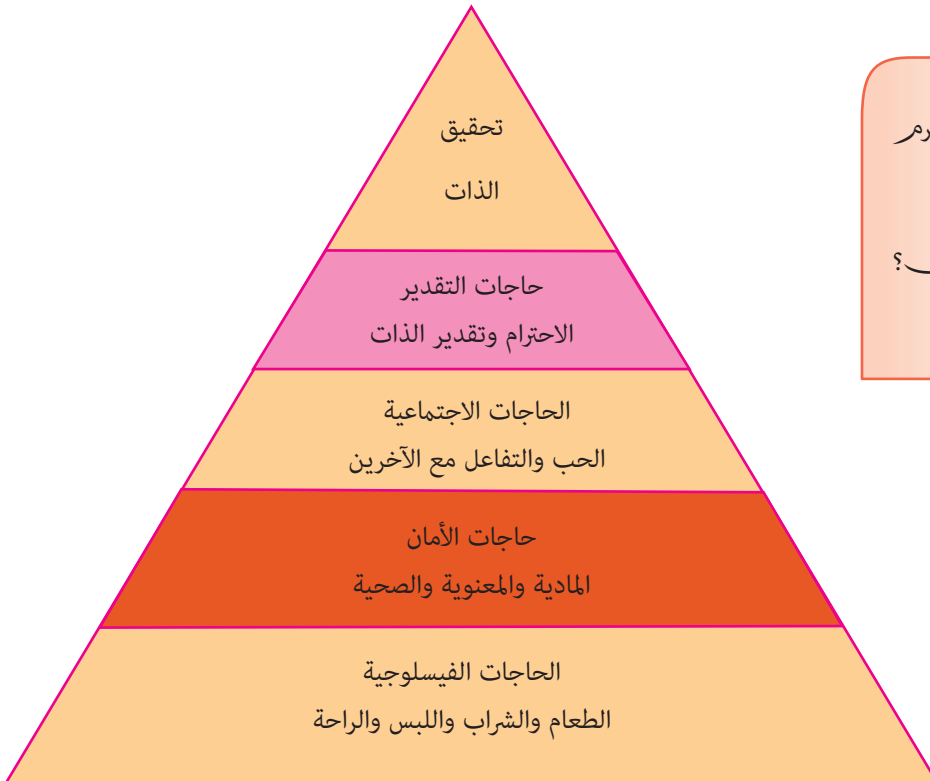 تحقيق
الذات
حاجات التقدير
الاحترام وتقدير الذات
الحاجات الاجتماعية
الحب والتفاعل مع الآخرين
حاجات الأمان
المادية والمعنوية والصحية
الحاجات الفيسلوجية
الطعام والشراب واللبس والراحة